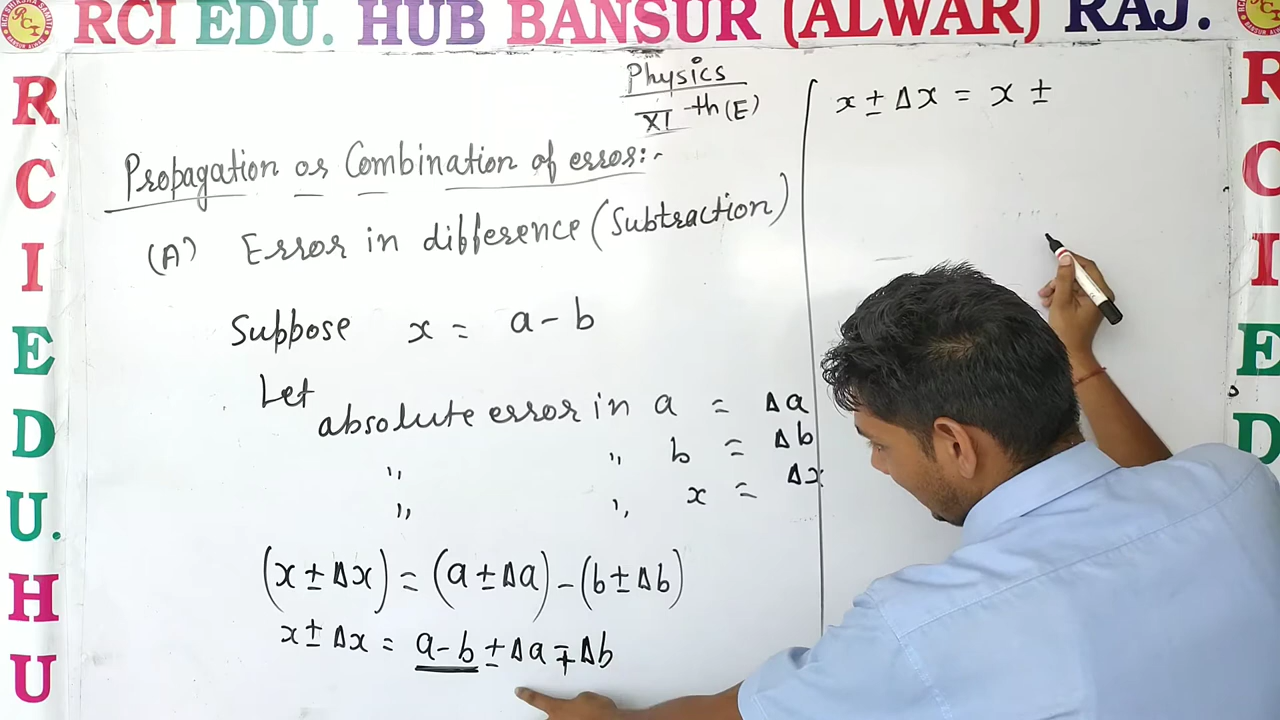 RCI EDU. HUB BANSUR (ALWAR) RAJ.
R
C
I
E
D
U.
H
U
Physics
XI -th (E)
Propagation or Combination of error:-
(A) Error in difference (Subtraction)
Suppose x = a - b
Let
absolute error in a = Δa
,, ,, b = Δb
,, ,, x = Δx
(x ± Δx) = (a ± Δa) - (b ± Δb)
x ± Δx = a - b ± Δa ∓ Δb
x ± Δx = x ±
R
C
I
E
D